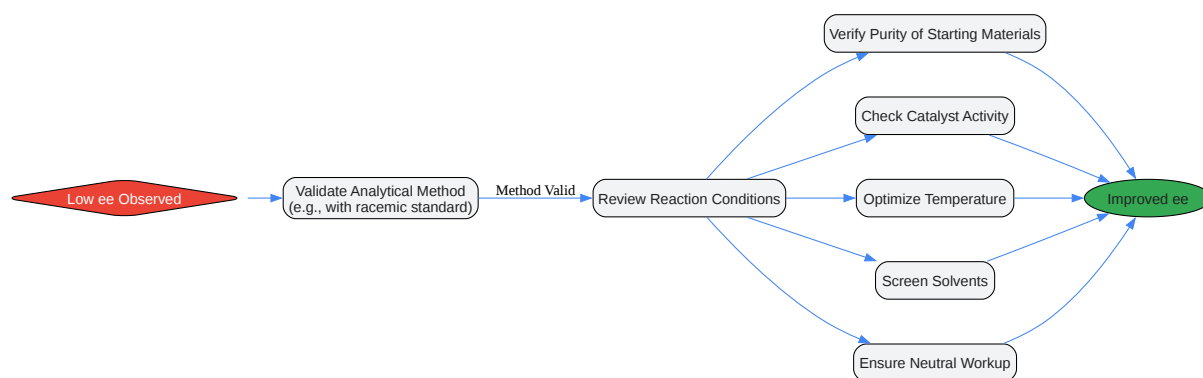 Low ee Observed
Validate Analytical Method
(e.g., with racemic standard)
Method Valid
Review Reaction Conditions
Verify Purity of Starting Materials
Check Catalyst Activity
Optimize Temperature
Screen Solvents
Ensure Neutral Workup
Improved ee